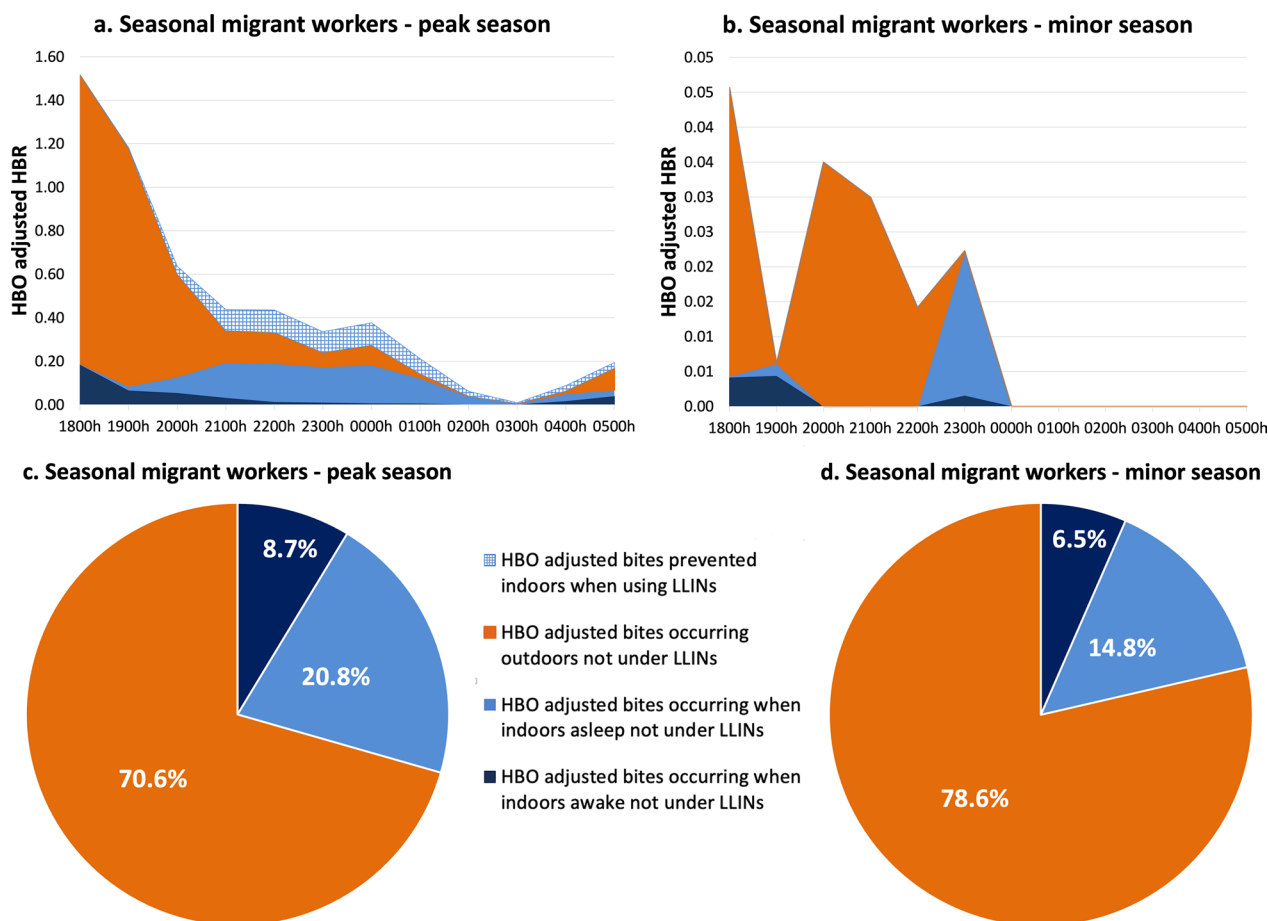 a. Seasonal migrant workers - peak season
HBO adjusted HBR
1.60
1.40
1.20
1.00
0.80
0.60
0.40
0.20
0.00
1800h 1900h 2000h 2100h 2200h 2300h 0000h 0100h 0200h 0300h 0400h 0500h
b. Seasonal migrant workers - minor season
HBO adjusted HBR
0.05
0.05
0.04
0.04
0.03
0.03
0.02
0.02
0.01
0.01
0.00
1800h 1900h 2000h 2100h 2200h 2300h 0000h 0100h 0200h 0300h 0400h 0500h
c. Seasonal migrant workers - peak season
8.7%
20.8%
70.6%
HBO adjusted bites prevented
indoors when using LLINs
HBO adjusted bites occurring
outdoors not under LLINs
HBO adjusted bites occurring when
indoors asleep not under LLINs
HBO adjusted bites occurring when
indoors awake not under LLINs
d. Seasonal migrant workers - minor season
6.5%
14.8%
78.6%